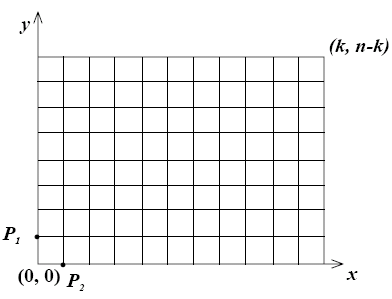 y
(k, n-k)
P1
(0, 0) P2
x